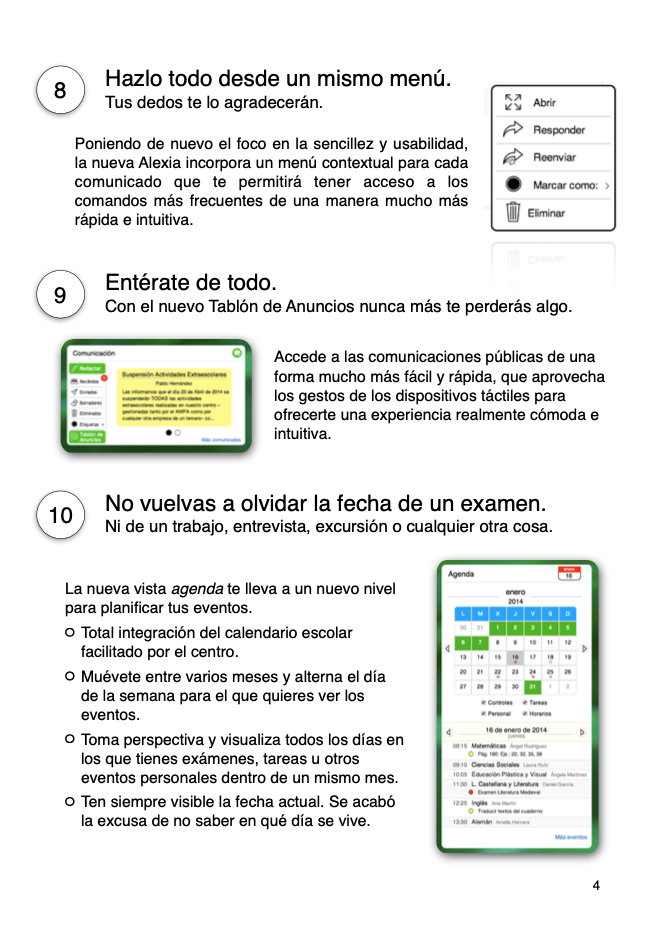 8
Hazlo todo desde un mismo menú.
Tus dedos te lo agradecerán.
Poniendo de nuevo el foco en la sencillez y usabilidad,
la nueva Alexia incorpora un menú contextual para cada
comunicado que te permitirá tener acceso a los
comandos más frecuentes de una manera mucho más
rápida e intuitiva.
Abrir
Responder
Reenviar
Marcar como:
Eliminar
9
Entérate de todo.
Con el nuevo Tablón de Anuncios nunca más te perderás algo.
Comunicación
Redactar
Recibidos
Enviados
Borradores
Eliminados
Etiquetas
Tablón de
Anuncios
Suspensión Actividades Extraescolares
Pablo Hernández
Les informamos que el día 23 de Abril de 2014 se
suspenderán TODAS las actividades
extraescolares realizadas en nuestro centro –
gestionadas tanto por el AMPA como por
cualquier otra empresa de un tercero– co...
Más comunicados
Accede a las comunicaciones públicas de una
forma mucho más fácil y rápida, que aprovecha
los gestos de los dispositivos táctiles para
ofrecerte una experiencia realmente cómoda e
intuitiva.
10
No vuelvas a olvidar la fecha de un examen.
Ni de un trabajo, entrevista, excursión o cualquier otra cosa.
La nueva vista agenda te lleva a un nuevo nivel
para planificar tus eventos.
Total integración del calendario escolar
facilitado por el centro.
Muévete entre varios meses y alterna el día
de la semana para el que quieres ver los
eventos.
Toma perspectiva y visualiza todos los días en
los que tienes exámenes, tareas u otros
eventos personales dentro de un mismo mes.
Ten siempre visible la fecha actual. Se acabó
la excusa de no saber en qué día se vive.
Agenda
ENERO
16
enero
2014
L M X J V S D
30 31 1 2 3 4 5
6 7 8 9 10 11 12
13 14 15 16 17 18 19
20 21 22 23 24 25 26
27 28 29 30 31 1 2
Controles Tareas
Personal Horarios
16 de enero de 2014
jueves
08:15 Matemáticas Ángel Rodríguez
Pág. 160: Ej.: 22, 32, 35, 38
09:10 Ciencias Sociales Laura Ruiz
10:05 Educación Plástica y Visual Ángela Martínez
11:30 L. Castellana y Literatura Daniel García
Examen Literatura Medieval
12:25 Inglés Ana Martín
Traducir textos del cuaderno
13:30 Alemán Amelia Herrera
Más eventos
4